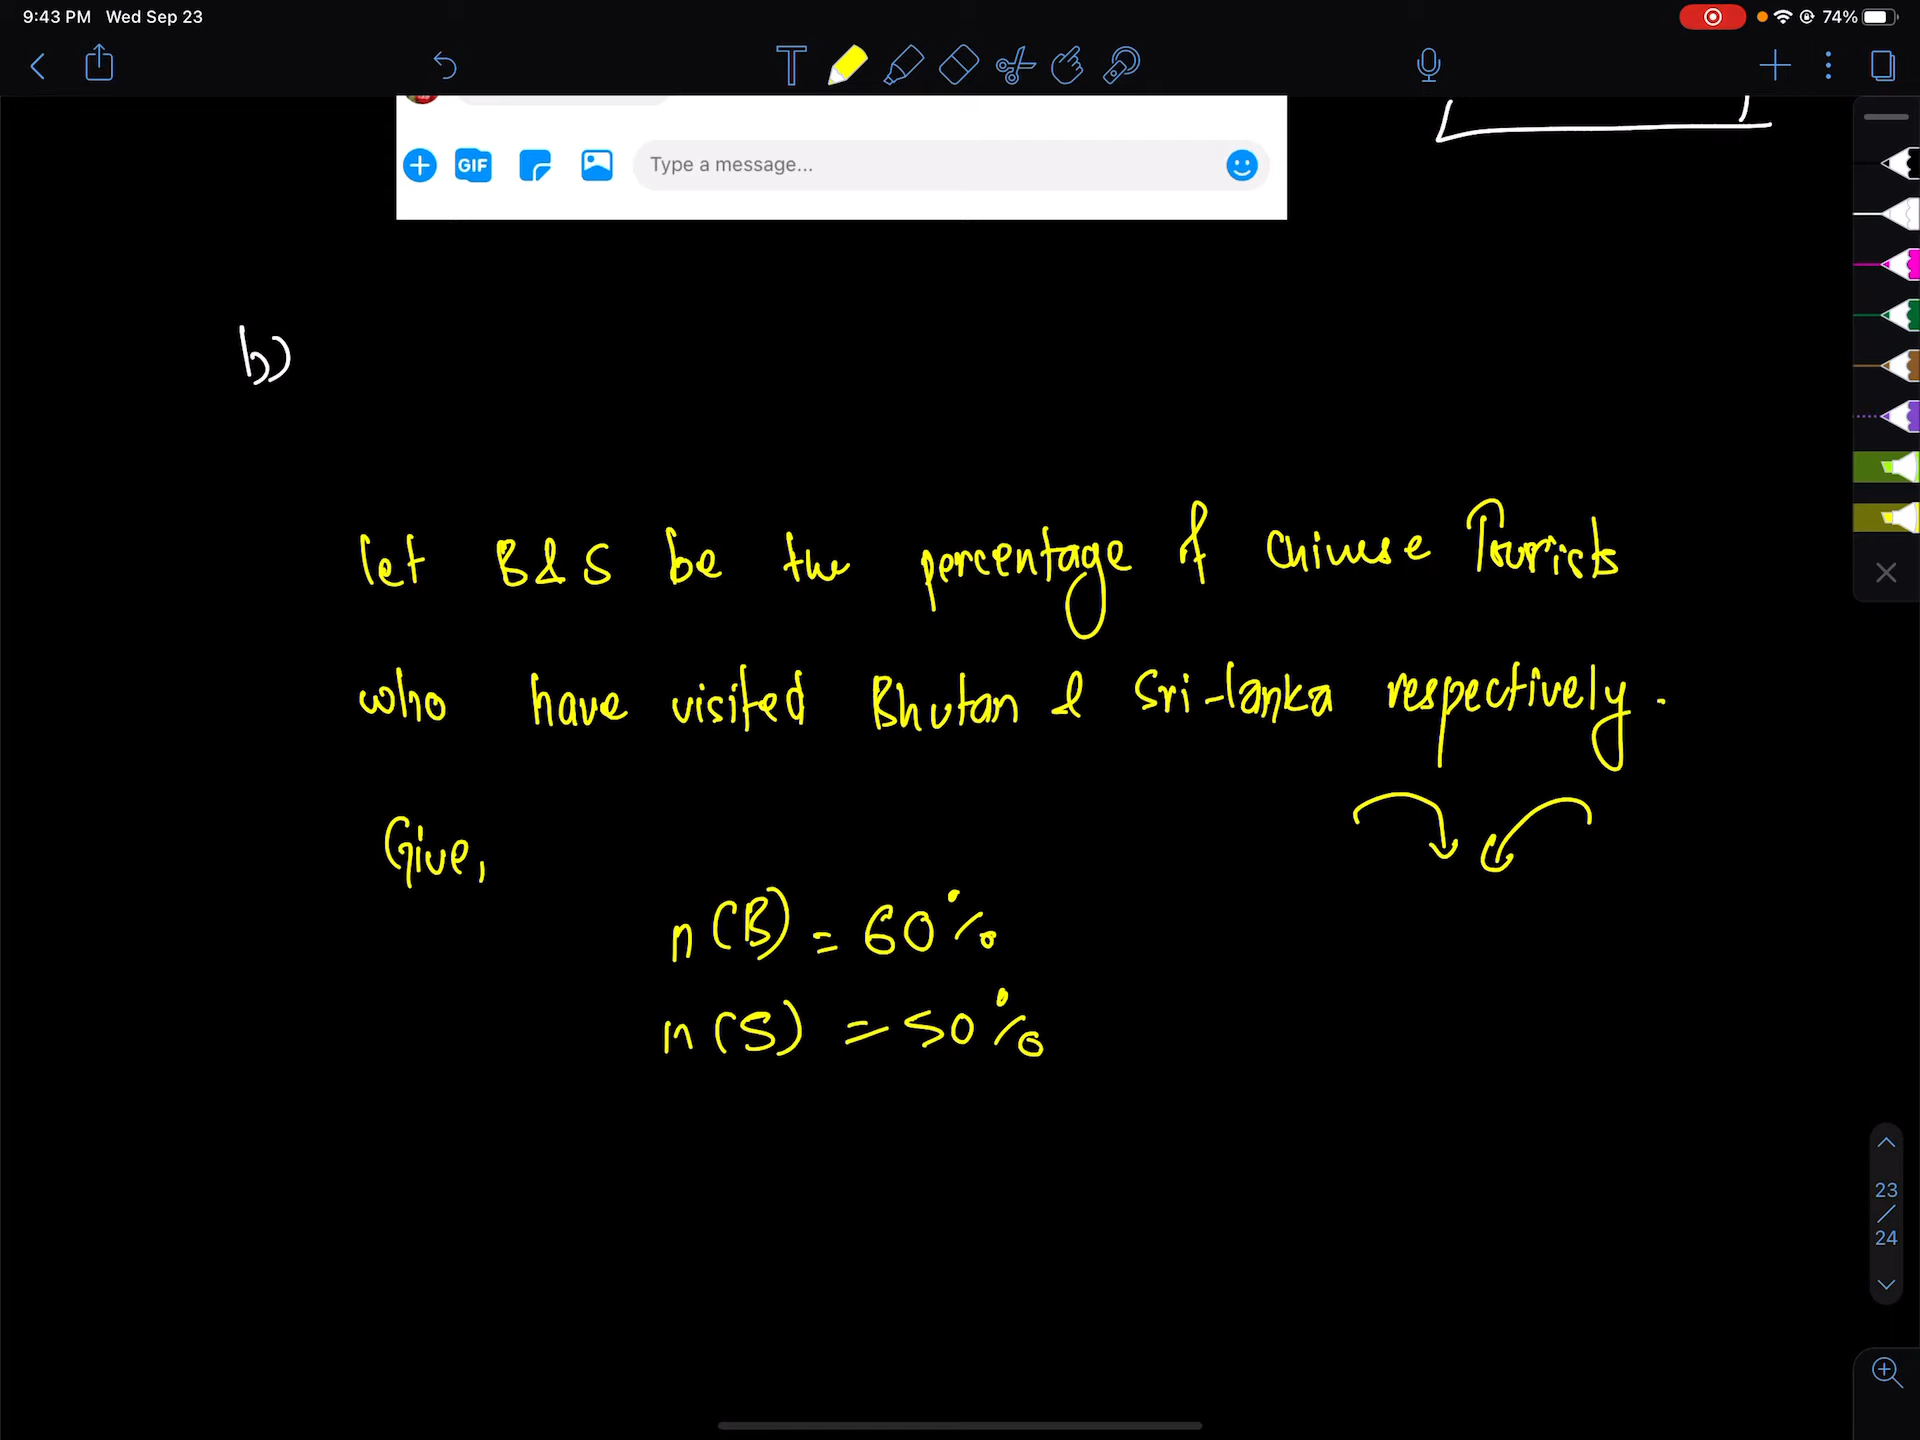 9:43 PM Wed Sep 23
74%
T
GIF
Type a message...
b)
let B & S be the percentage of Chinese Tourists
who have visited Bhutan & Sri-lanka respectively.
Give,
n(B) = 60%
n(S) = 50%
23
/
24